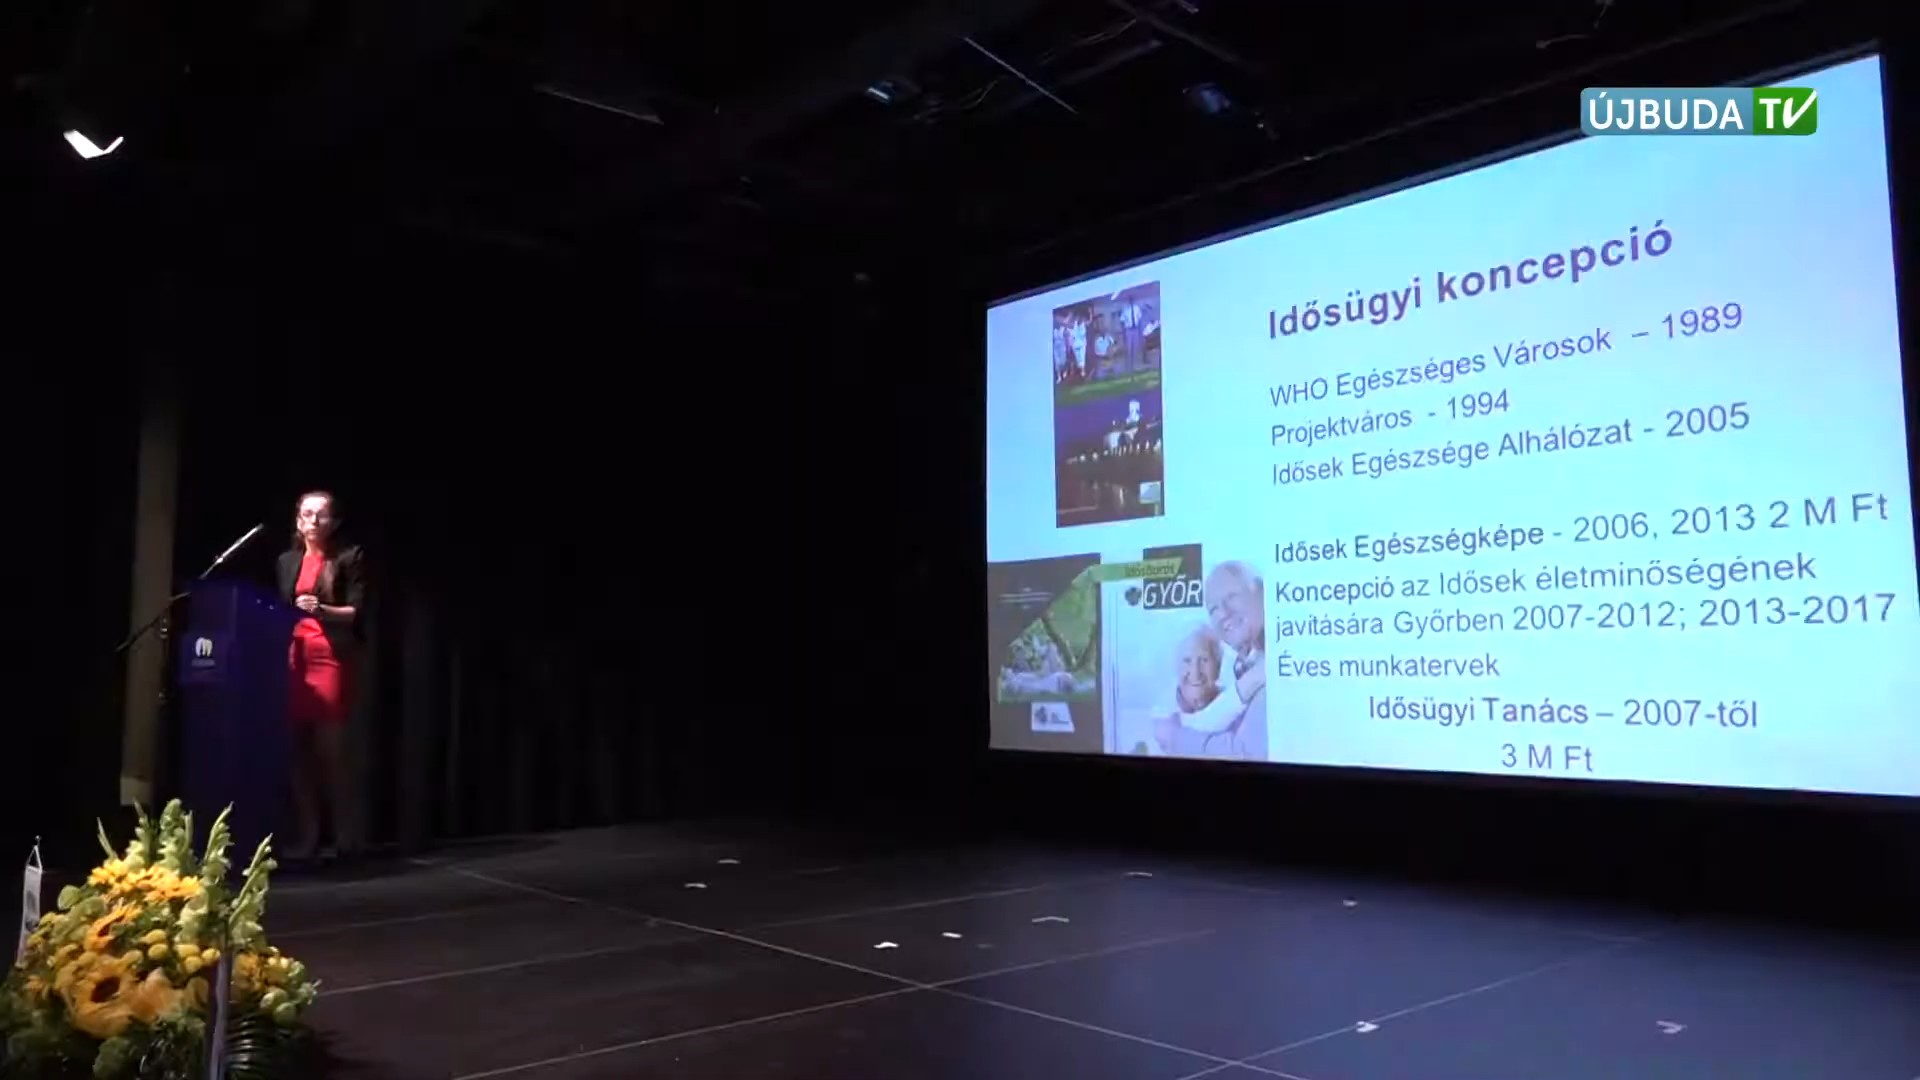 ÚJBUDA TV
Idősügyi koncepció
WHO Egészséges Városok – 1989
Projektváros - 1994
Idősek Egészsége Alhálózat - 2005
Idősek Egészségképe - 2006, 2013 2 M Ft
Koncepció az Idősek életminőségének
javítására Győrben 2007-2012; 2013-2017
Éves munkatervek
Idősügyi Tanács – 2007-től
3 M Ft
GYŐR